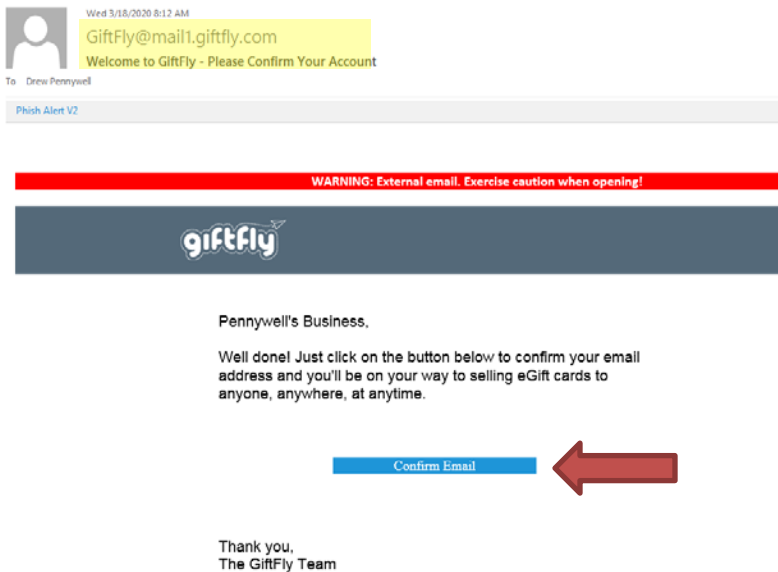 Wed 3/18/2020 8:12 AM
GiftFly@mail1.giftfly.com
Welcome to GiftFly - Please Confirm Your Account
To Drew Pennywell
Phish Alert V2
WARNING: External email. Exercise caution when opening!
giftfly
Pennywell's Business,
Well done! Just click on the button below to confirm your email
address and you'll be on your way to selling eGift cards to
anyone, anywhere, at anytime.
Confirm Email
Thank you,
The GiftFly Team